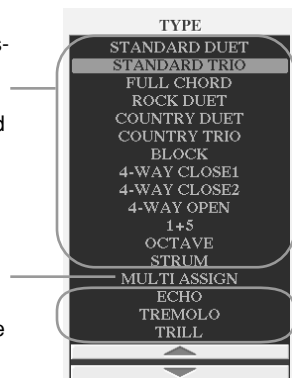 TYPE
STANDARD DUET
STANDARD TRIO
FULL CHORD
ROCK DUET
COUNTRY DUET
COUNTRY TRIO
BLOCK
4-WAY CLOSE1
4-WAY CLOSE2
4-WAY OPEN
1+5
OCTAVE
STRUM
MULTI ASSIGN
ECHO
TREMOLO
TRILL